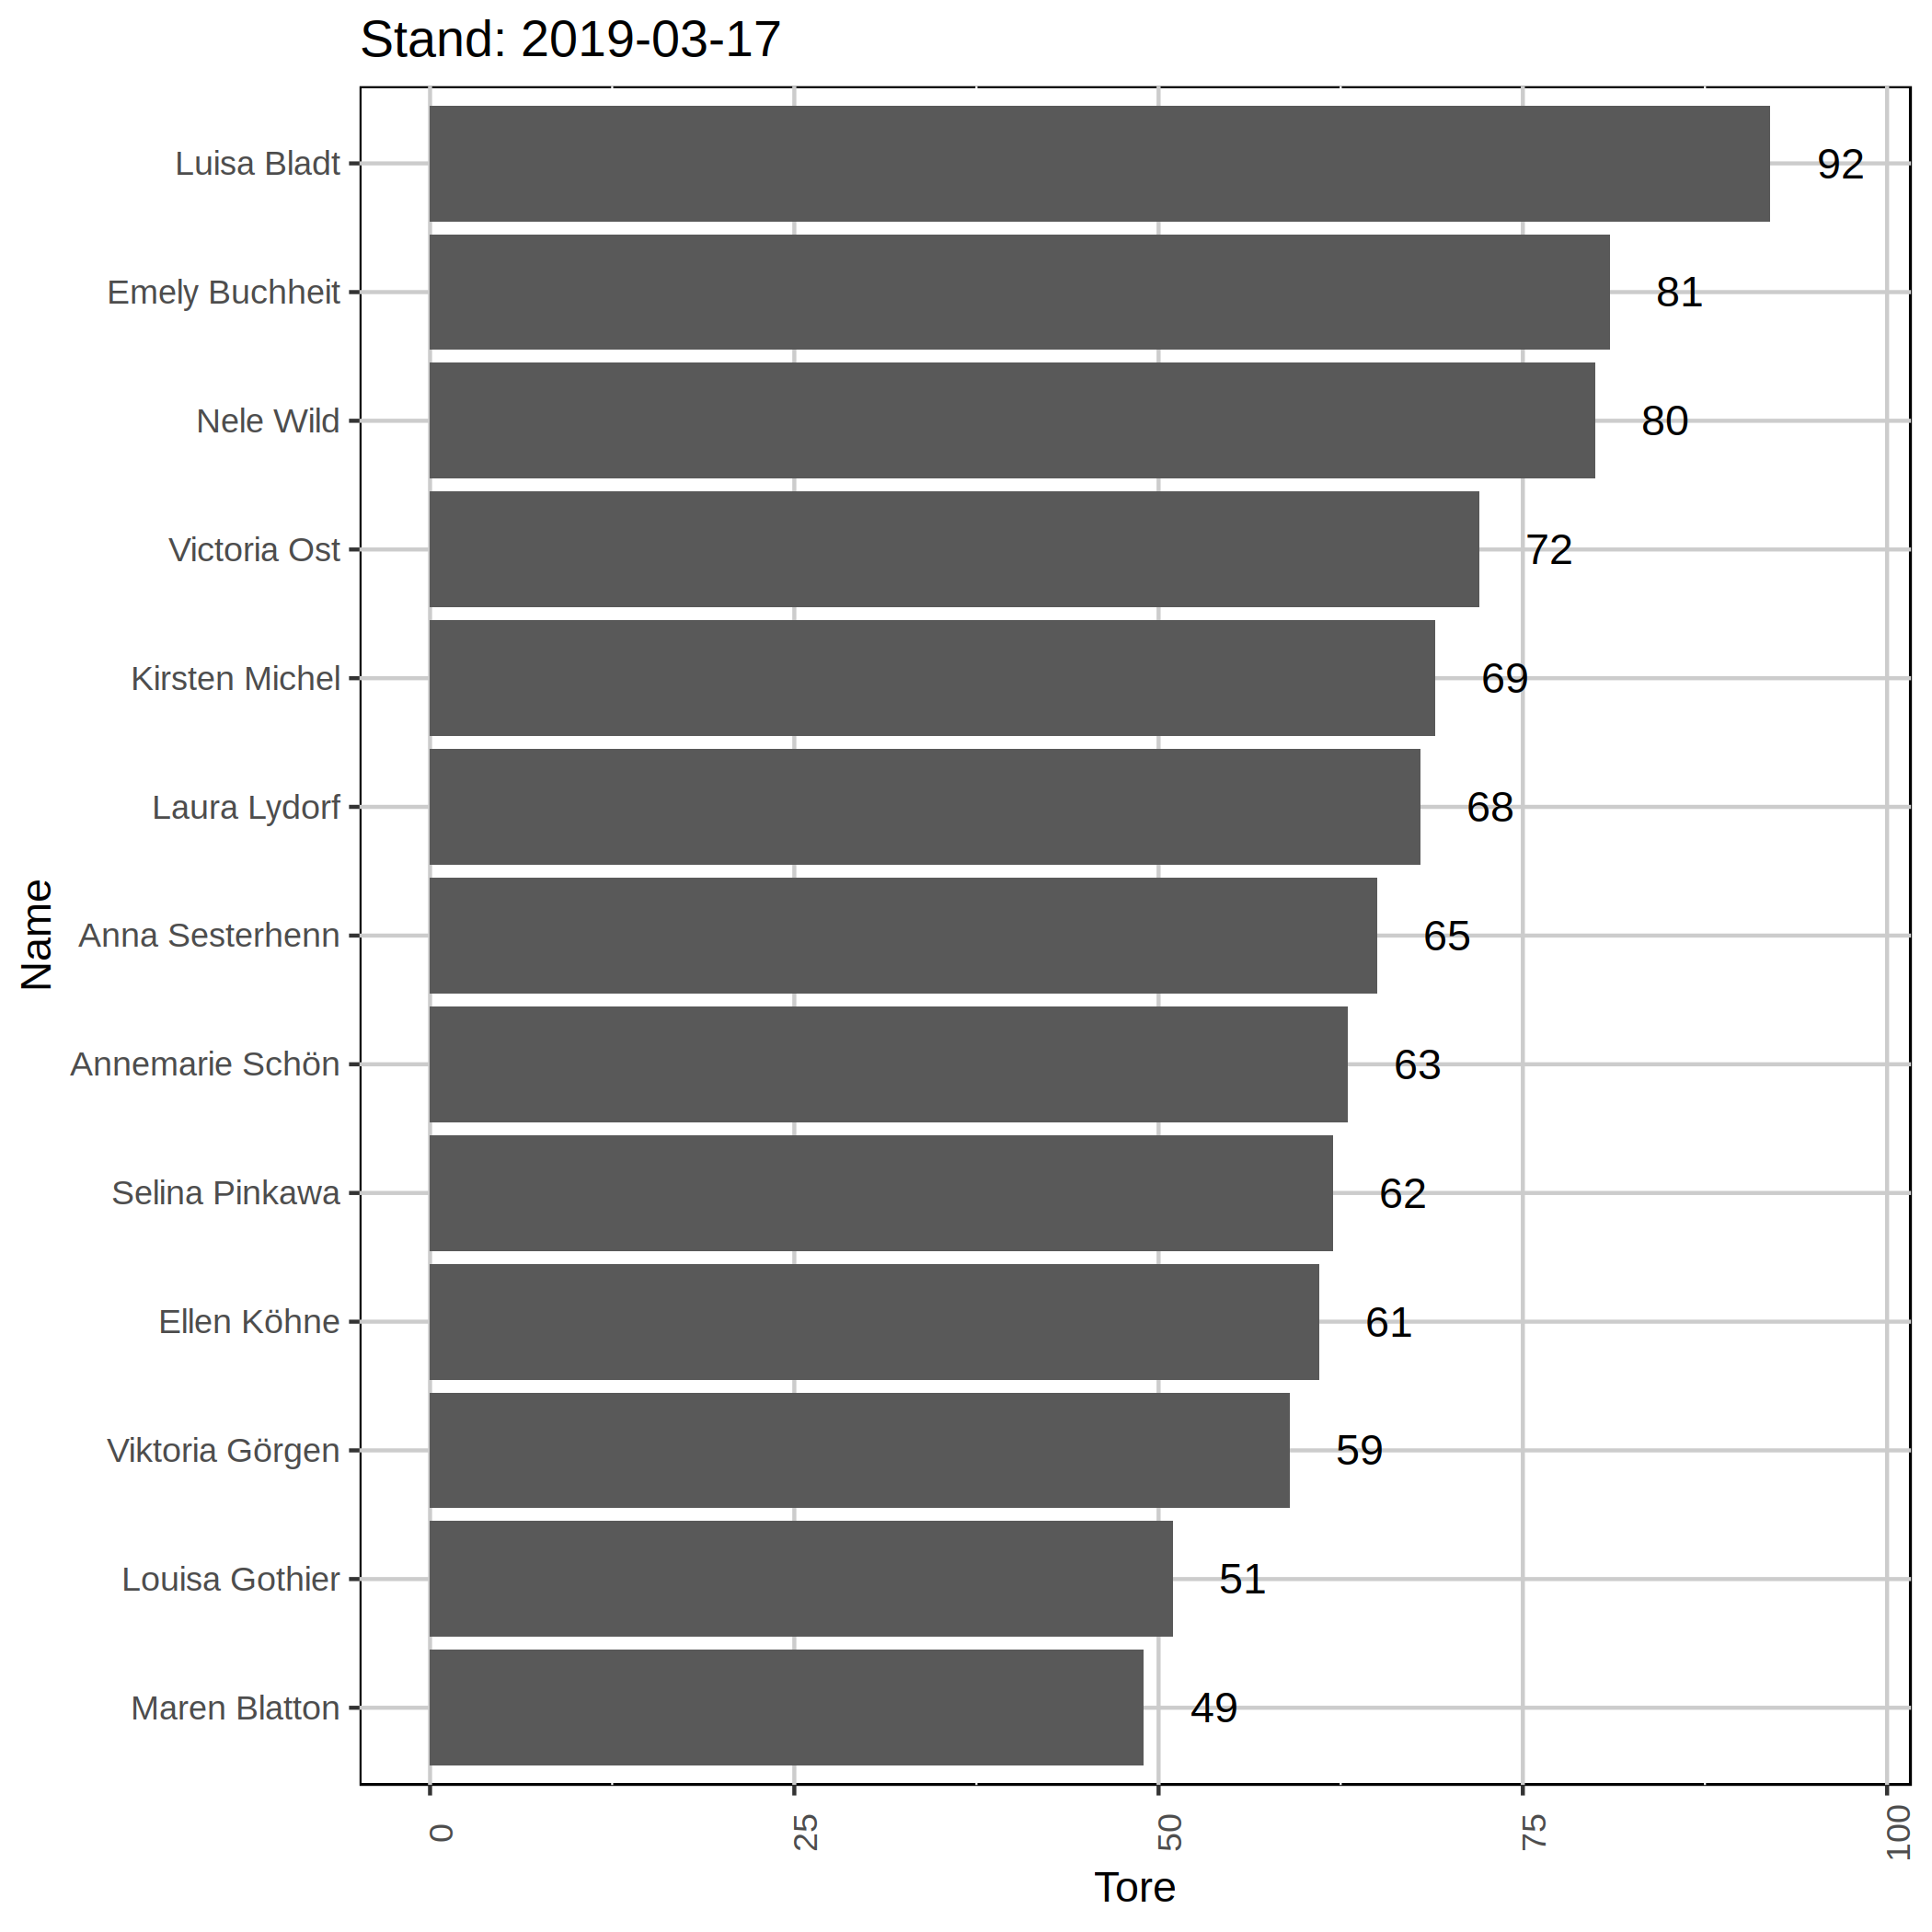 Stand: 2019-03-17
Name
Luisa Bladt 92
Emely Buchheit 81
Nele Wild 80
Victoria Ost 72
Kirsten Michel 69
Laura Lydorf 68
Anna Sesterhenn 65
Annemarie Schön 63
Selina Pinkawa 62
Ellen Köhne 61
Viktoria Görgen 59
Louisa Gothier 51
Maren Blatton 49
0 25 50 75 100
Tore